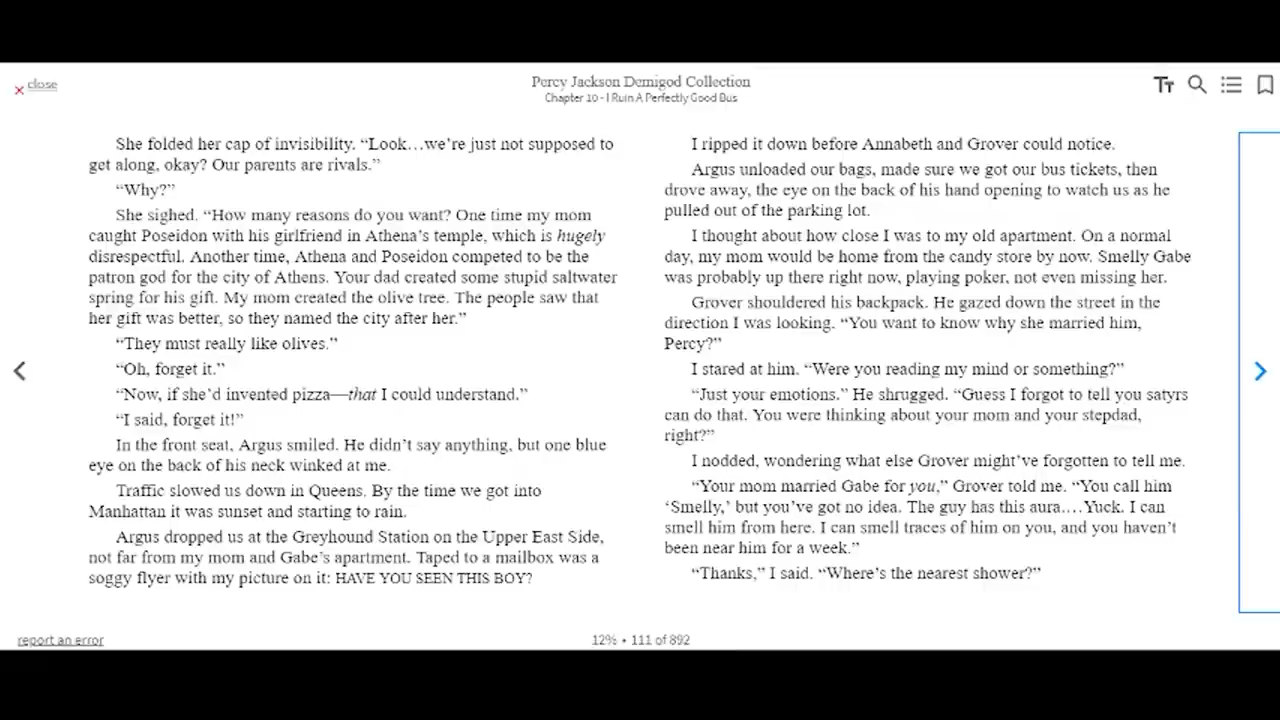 close
Percy Jackson Demigod Collection
Chapter 10 - I Ruin A Perfectly Good Bus
She folded her cap of invisibility. “Look…we’re just not supposed to
get along, okay? Our parents are rivals.”
“Why?”
She sighed. “How many reasons do you want? One time my mom
caught Poseidon with his girlfriend in Athena’s temple, which is hugely
disrespectful. Another time, Athena and Poseidon competed to be the
patron god for the city of Athens. Your dad created some stupid saltwater
spring for his gift. My mom created the olive tree. The people saw that
her gift was better, so they named the city after her.”
“They must really like olives.”
“Oh, forget it.”
“Now, if she’d invented pizza—that I could understand.”
“I said, forget it!”
In the front seat, Argus smiled. He didn’t say anything, but one blue
eye on the back of his neck winked at me.
Traffic slowed us down in Queens. By the time we got into
Manhattan it was sunset and starting to rain.
Argus dropped us at the Greyhound Station on the Upper East Side,
not far from my mom and Gabe’s apartment. Taped to a mailbox was a
soggy flyer with my picture on it: HAVE YOU SEEN THIS BOY?
I ripped it down before Annabeth and Grover could notice.
Argus unloaded our bags, made sure we got our bus tickets, then
drove away, the eye on the back of his hand opening to watch us as he
pulled out of the parking lot.
I thought about how close I was to my old apartment. On a normal
day, my mom would be home from the candy store by now. Smelly Gabe
was probably up there right now, playing poker, not even missing her.
Grover shouldered his backpack. He gazed down the street in the
direction I was looking. “You want to know why she married him,
Percy?”
I stared at him. “Were you reading my mind or something?”
“Just your emotions.” He shrugged. “Guess I forgot to tell you satyrs
can do that. You were thinking about your mom and your stepdad,
right?”
I nodded, wondering what else Grover might’ve forgotten to tell me.
“Your mom married Gabe for you,” Grover told me. “You call him
‘Smelly,’ but you’ve got no idea. The guy has this aura.…Yuck. I can
smell him from here. I can smell traces of him on you, and you haven’t
been near him for a week.”
“Thanks,” I said. “Where’s the nearest shower?”
report an error
12% • 111 of 892